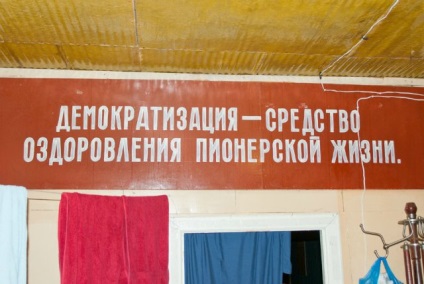 ДЕМОКРАТИЗАЦИЯ — СРЕДСТВО
ОЗДОРОВЛЕНИЯ ПИОНЕРСКОЙ ЖИЗНИ.